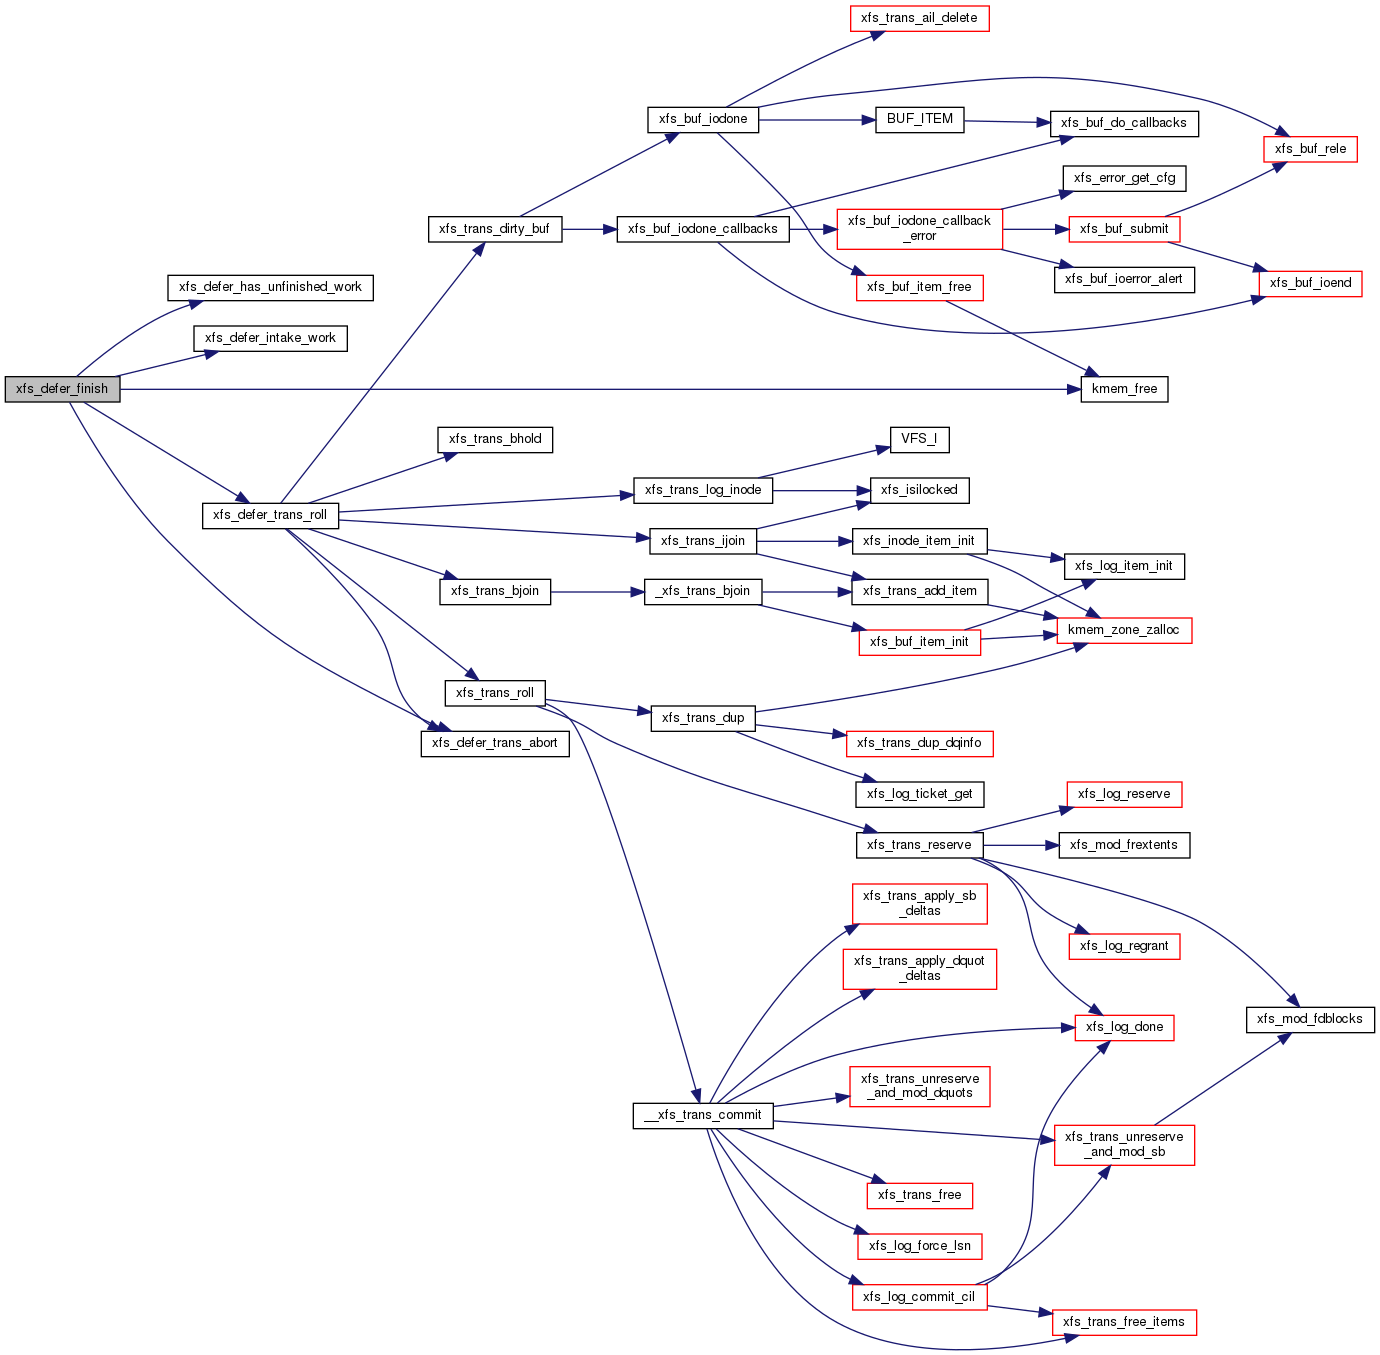 xfs_trans_ail_delete
xfs_buf_iodone
BUF_ITEM
xfs_buf_do_callbacks
xfs_buf_rele
xfs_error_get_cfg
xfs_trans_dirty_buf
xfs_buf_iodone_callbacks
xfs_buf_iodone_callback
_error
xfs_buf_submit
xfs_defer_has_unfinished_work
xfs_buf_item_free
xfs_buf_ioerror_alert
xfs_buf_ioend
xfs_defer_intake_work
xfs_defer_finish
kmem_free
xfs_trans_bhold
VFS_I
xfs_trans_log_inode
xfs_isilocked
xfs_defer_trans_roll
xfs_trans_ijoin
xfs_inode_item_init
xfs_log_item_init
xfs_trans_bjoin
_xfs_trans_bjoin
xfs_trans_add_item
xfs_buf_item_init
kmem_zone_zalloc
xfs_trans_roll
xfs_trans_dup
xfs_defer_trans_abort
xfs_trans_dup_dqinfo
xfs_log_ticket_get
xfs_log_reserve
xfs_trans_reserve
xfs_mod_frextents
xfs_trans_apply_sb
_deltas
xfs_log_regrant
xfs_trans_apply_dquot
_deltas
xfs_log_done
xfs_mod_fdblocks
xfs_trans_unreserve
_and_mod_dquots
__xfs_trans_commit
xfs_trans_unreserve
_and_mod_sb
xfs_trans_free
xfs_log_force_lsn
xfs_log_commit_cil
xfs_trans_free_items